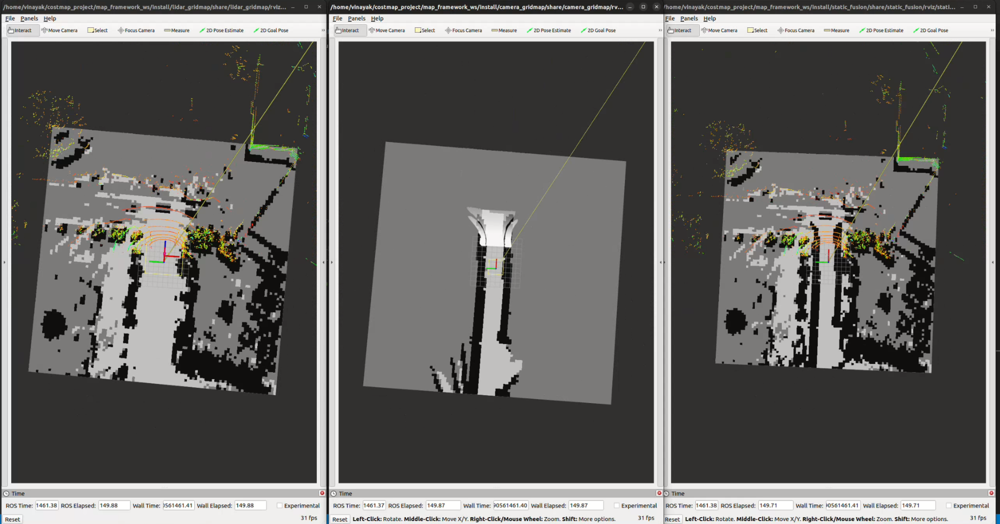 /home/vinayak/costmap_project/map_framework_ws/install/lidar_gridmap/share/lidar_gridmap/rviz...
File Panels Help
Interact Move Camera Select Focus Camera Measure 2D Pose Estimate 2D Goal Pose
Time
ROS Time: 1461.38 ROS Elapsed: 149.88 Wall Time: 0561461.41 Wall Elapsed: 149.88 Experimental
Reset 31 fps
/home/vinayak/costmap_project/map_framework_ws/install/camera_gridmap/share/camera_gridmap/rv...
File Panels Help
Interact Move Camera Select Focus Camera Measure 2D Pose Estimate 2D Goal Pose
Time
ROS Time: 1461.37 ROS Elapsed: 149.87 Wall Time: 90561461.40 Wall Elapsed: 149.87 Experimental
Reset Left-Click: Rotate. Middle-Click: Move X/Y. Right-Click/Mouse Wheel: Zoom. Shift: More options. 31 fps
/home/vinayak/costmap_project/map_framework_ws/install/static_fusion/share/static_fusion/rviz/stati...
File Panels Help
Interact Move Camera Select Focus Camera Measure 2D Pose Estimate 2D Goal Pose
Time
ROS Time: 1461.38 ROS Elapsed: 149.71 Wall Time: 0561461.41 Wall Elapsed: 149.71 Experimental
Reset Left-Click: Rotate. Middle-Click: Move X/Y. Right-Click/Mouse Wheel: Zoom. Shift: More options. 31 fps